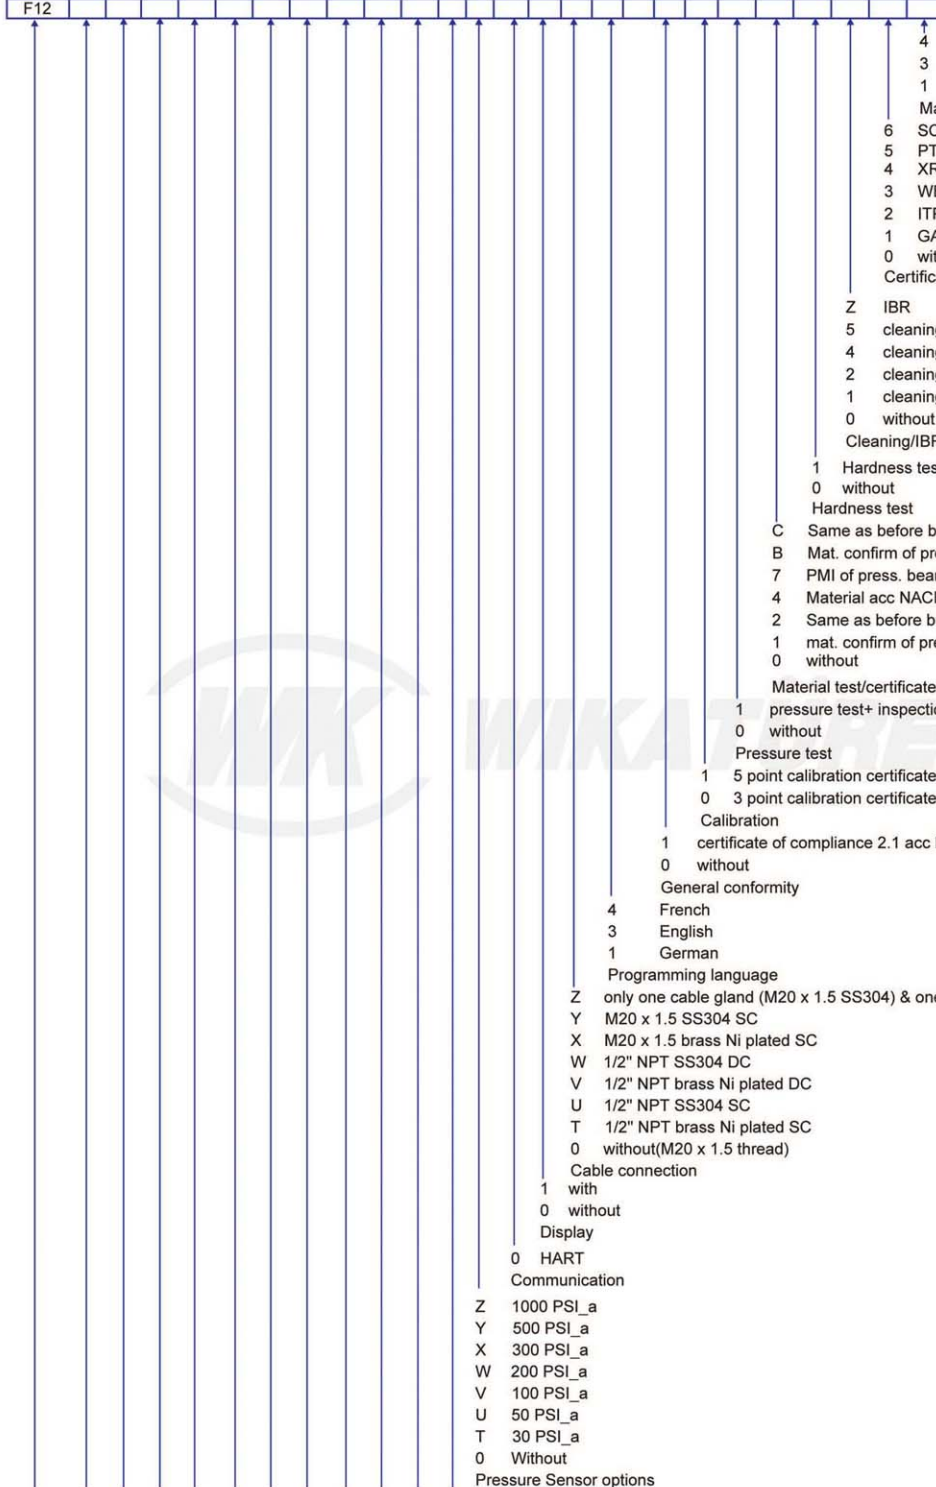 F12
4
3
1
6
5
4
3
2
1
0
Z IBR
5
4
2
1
0 without
1 Hardness
0 without
Hardness test
C Same as before
B Mat. confirm of
7 PMI of press.
4 Material acc
2 Same as before
1 mat. confirm of
0 without
Material test/certificate
1 pressure test+
0 without
Pressure test
1 5 point calibration certificate
0 3 point calibration certificate
Calibration
1 certificate of compliance 2.1 acc
0 without
General conformity
4 French
3 English
1 German
Programming language
Z only one cable gland (M20 x 1.5 SS304) &
Y M20 x 1.5 SS304 SC
X M20 x 1.5 brass Ni plated SC
W 1/2" NPT SS304 DC
V 1/2" NPT brass Ni plated DC
U 1/2" NPT SS304 SC
T 1/2" NPT brass Ni plated SC
0 without(M20 x 1.5 thread)
Cable connection
1 with
0 without
Display
0 HART
Communication
Z 1000 PSI_a
Y 500 PSI_a
X 300 PSI_a
W 200 PSI_a
V 100 PSI_a
U 50 PSI_a
T 30 PSI_a
0 Without
Pressure Sensor options